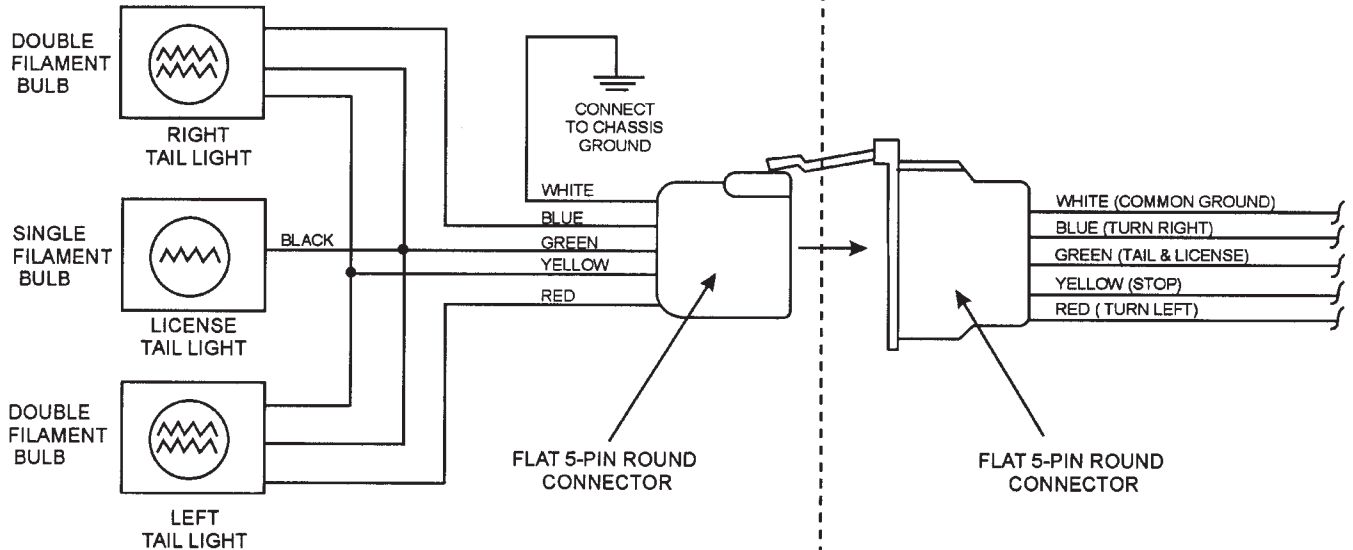 DOUBLE
FILAMENT
BULB
RIGHT
TAIL LIGHT
SINGLE
FILAMENT
BULB
BLACK
LICENSE
TAIL LIGHT
DOUBLE
FILAMENT
BULB
LEFT
TAIL LIGHT
CONNECT
TO CHASSIS
GROUND
WHITE
BLUE
GREEN
YELLOW
RED
FLAT 5-PIN ROUND
CONNECTOR
WHITE (COMMON GROUND)
BLUE (TURN RIGHT)
GREEN (TAIL & LICENSE)
YELLOW (STOP)
RED ( TURN LEFT)
FLAT 5-PIN ROUND
CONNECTOR